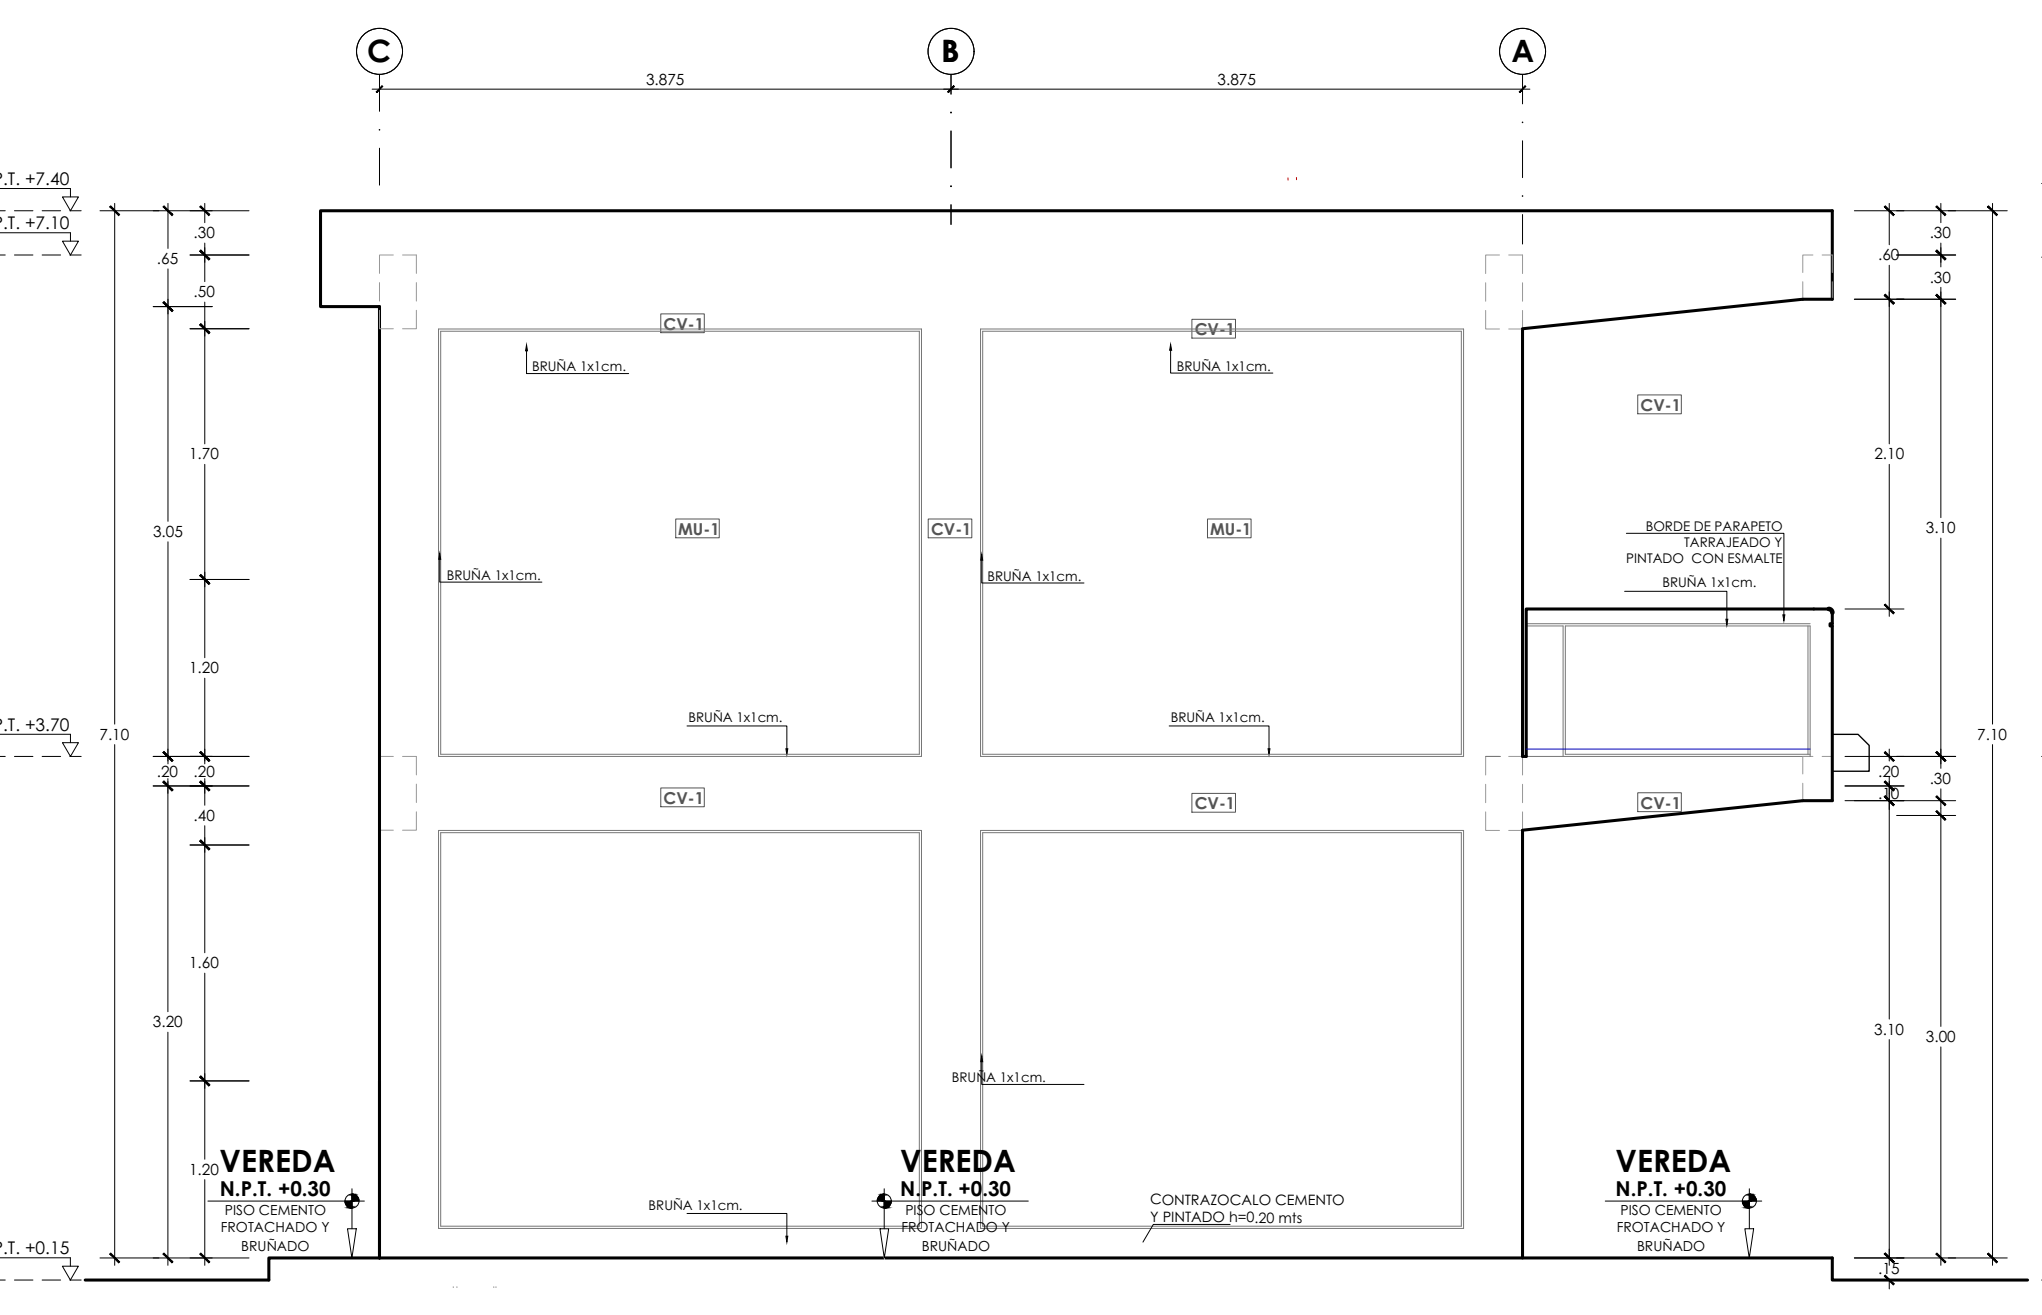 C
B
A
3.875
3.875
P.T. +7.40
P.T. +7.10
.30
.65
.50
.30
.60
.30
CV-1
CV-1
BRUÑA 1x1cm.
BRUÑA 1x1cm.
CV-1
1.70
2.10
3.05
MU-1
CV-1
MU-1
3.10
BORDE DE PARAPETO
TARRAJEADO Y
PINTADO CON ESMALTE
BRUÑA 1x1cm.
BRUÑA 1x1cm.
BRUÑA 1x1cm.
1.20
BRUÑA 1x1cm.
BRUÑA 1x1cm.
P.T. +3.70
7.10
7.10
.20
.20
.20
.30
.10
CV-1
CV-1
CV-1
.40
1.60
3.20
3.10
3.00
BRUÑA 1x1cm.
1.20
VEREDA
N.P.T. +0.30
PISO CEMENTO
FROTACHADO Y
BRUÑADO
BRUÑA 1x1cm.
VEREDA
N.P.T. +0.30
PISO CEMENTO
FROTACHADO Y
BRUÑADO
CONTRAZOCALO CEMENTO
Y PINTADO h=0.20 mts
VEREDA
N.P.T. +0.30
PISO CEMENTO
FROTACHADO Y
BRUÑADO
P.T. +0.15
.15